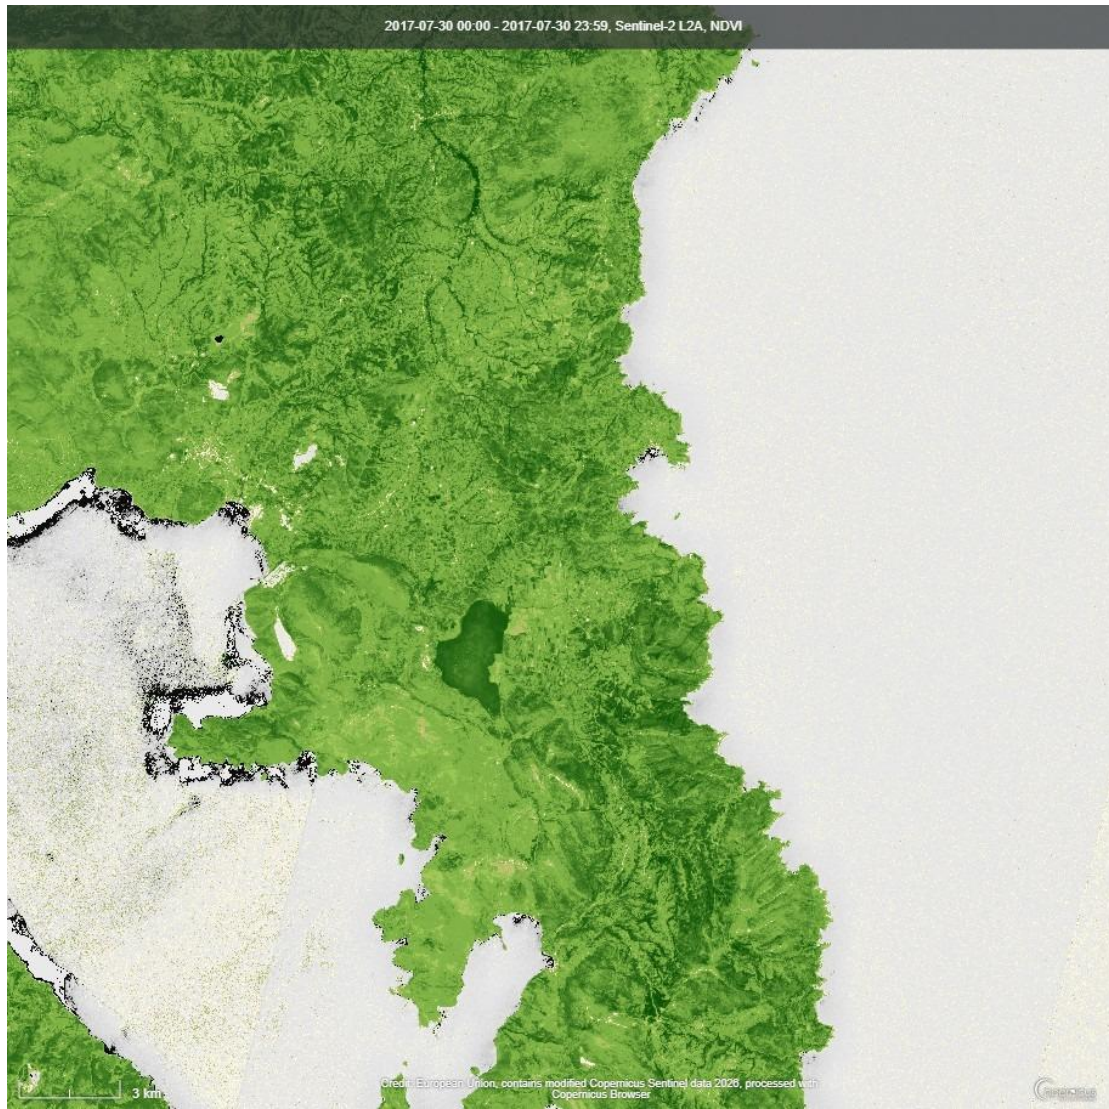 2017-07-30 00:00 - 2017-07-30 23:59, Sentinel-2 L2A, NDVI
3 km
Credit: European Union, contains modified Copernicus Sentinel data 2026, processed with
Copernicus Browser
opernicus